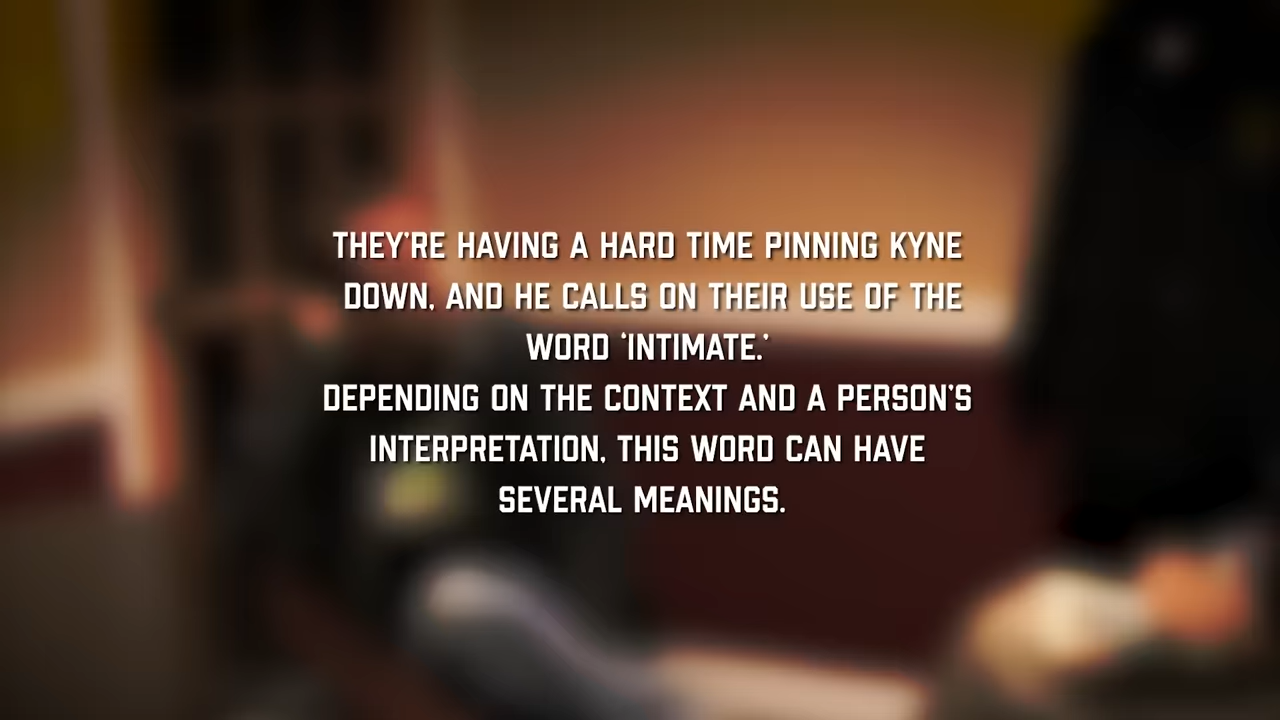 THEY'RE HAVING A HARD TIME PINNING KYNE
DOWN, AND HE CALLS ON THEIR USE OF THE
WORD 'INTIMATE.'
DEPENDING ON THE CONTEXT AND A PERSON'S
INTERPRETATION, THIS WORD CAN HAVE
SEVERAL MEANINGS.